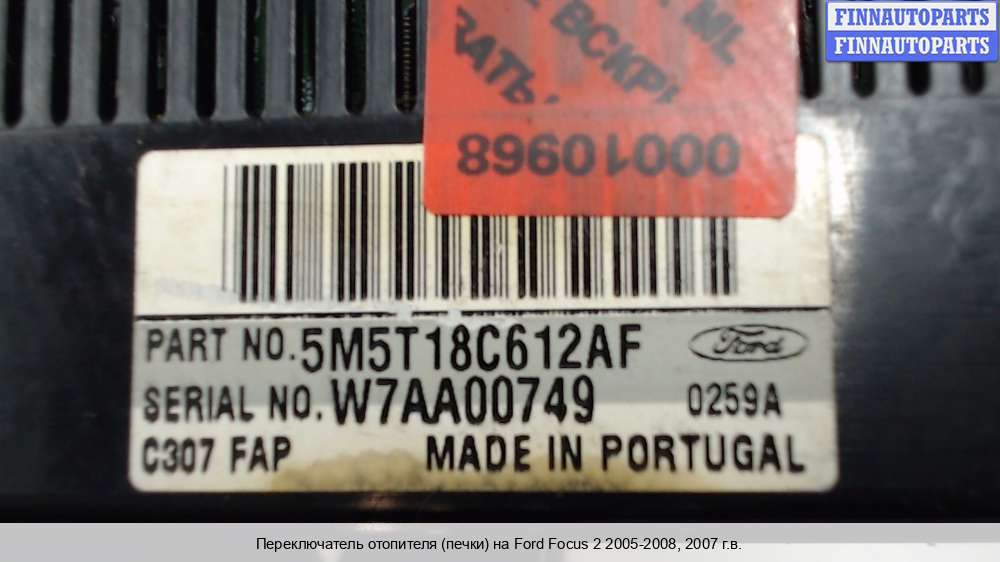 FINNAUTOPARTS
FINNAUTOPARTS
ВСКР
PART NO. 5M5T18C612AF
Ford
SERIAL NO. W7AA00749 0259A
C307 FAP MADE IN PORTUGAL
Переключатель отопителя (печки) на Ford Focus 2 2005-2008, 2007 г.в.